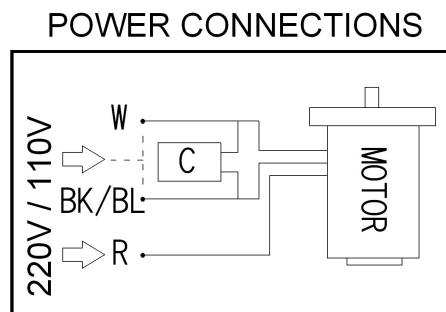 POWER CONNECTIONS
220V / 110V
W
C
BK/BL
R
MOTOR